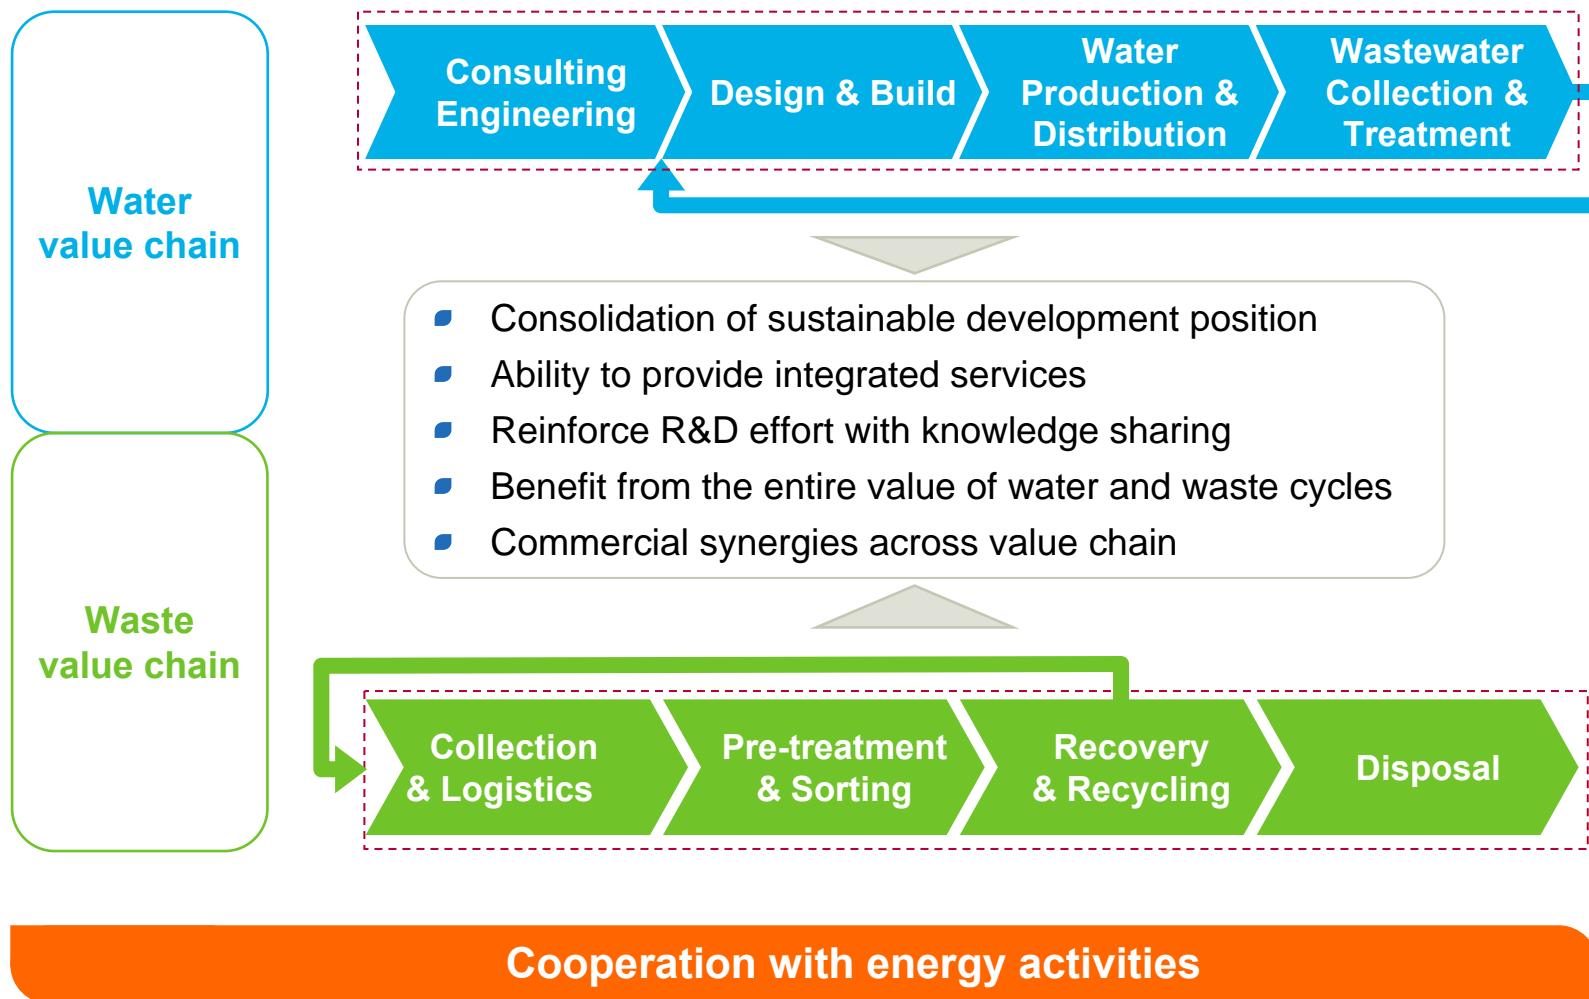 Water
value chain
Consulting
Engineering
Design & Build
Water
Production &
Distribution
Wastewater
Collection &
Treatment
Consolidation of sustainable development position
Ability to provide integrated services
Reinforce R&D effort with knowledge sharing
Benefit from the entire value of water and waste cycles
Commercial synergies across value chain
Waste
value chain
Collection
& Logistics
Pre-treatment
& Sorting
Recovery
& Recycling
Disposal
Cooperation with energy activities